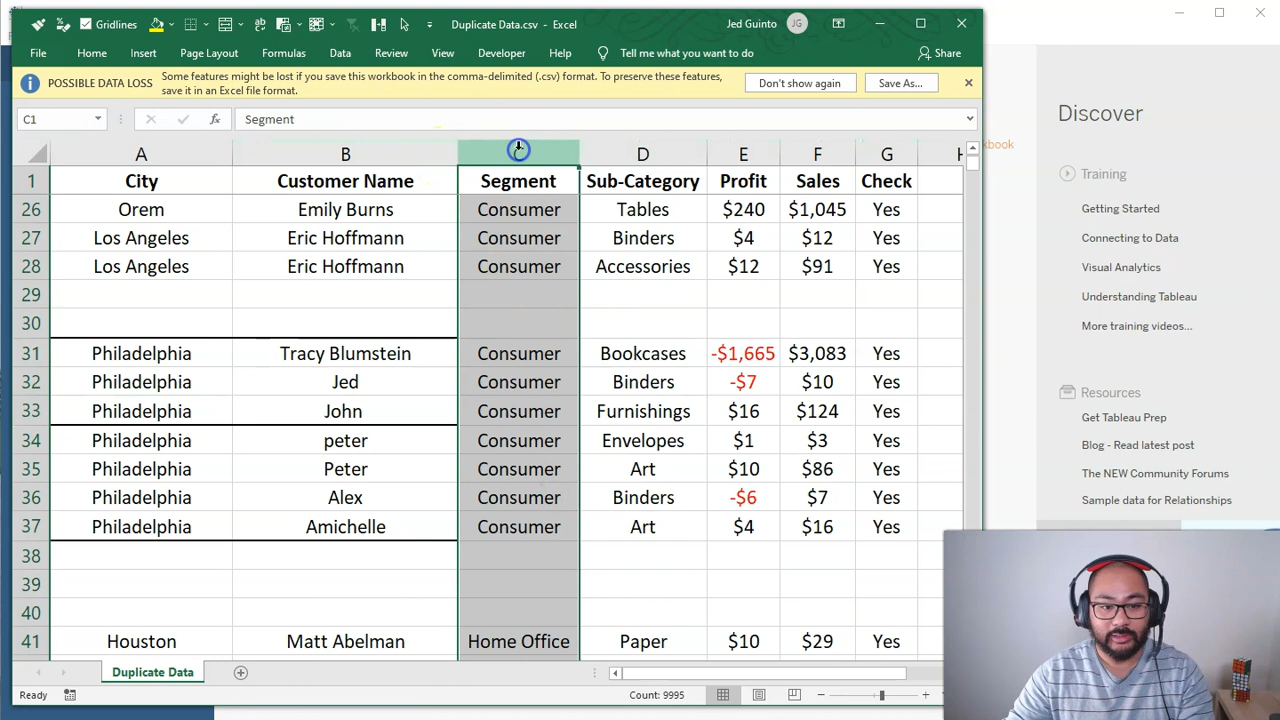 Gridlines
Duplicate Data.csv - Excel
Jed Guinto
JG
File Home Insert Page Layout Formulas Data Review View Developer Help Tell me what you want to do Share
POSSIBLE DATA LOSS Some features might be lost if you save this workbook in the comma-delimited (.csv) format. To preserve these features,
save it in an Excel file format.
Don't show again Save As...
C1 fx Segment
A B D E F G H
1 City Customer Name Segment Sub-Category Profit Sales Check
26 Orem Emily Burns Consumer Tables $240 $1,045 Yes
27 Los Angeles Eric Hoffmann Consumer Binders $4 $12 Yes
28 Los Angeles Eric Hoffmann Consumer Accessories $12 $91 Yes
29
30
31 Philadelphia Tracy Blumstein Consumer Bookcases -$1,665 $3,083 Yes
32 Philadelphia Jed Consumer Binders -$7 $10 Yes
33 Philadelphia John Consumer Furnishings $16 $124 Yes
34 Philadelphia peter Consumer Envelopes $1 $3 Yes
35 Philadelphia Peter Consumer Art $10 $86 Yes
36 Philadelphia Alex Consumer Binders -$6 $7 Yes
37 Philadelphia Amichelle Consumer Art $4 $16 Yes
38
39
40
41 Houston Matt Abelman Home Office Paper $10 $29 Yes
Duplicate Data
Ready
Count: 9995
Discover
Training
Getting Started
Connecting to Data
Visual Analytics
Understanding Tableau
More training videos...
Resources
Get Tableau Prep
Blog - Read latest post
The NEW Community Forums
Sample data for Relationships